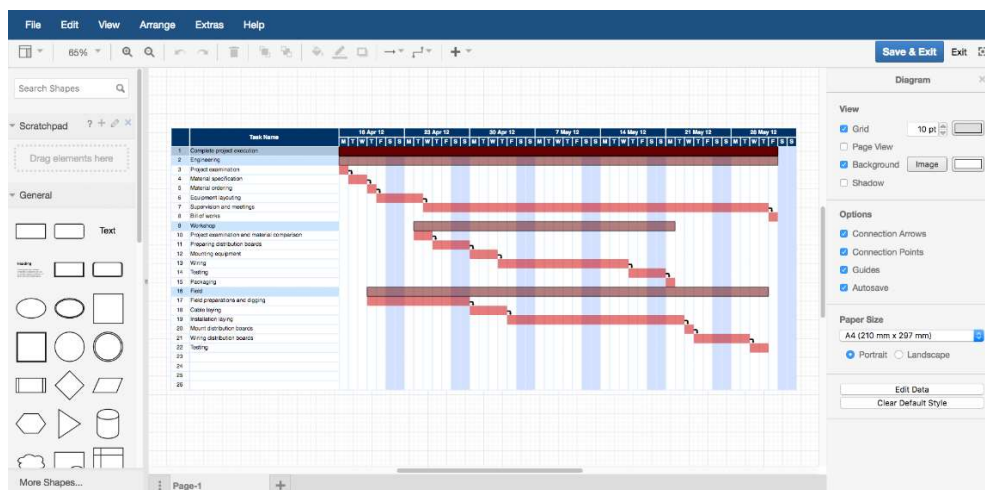 File Edit View Arrange Extras Help
65%
Save & Exit Exit
Search Shapes
Scratchpad ?
Drag elements here
General
Text
Heading
More Shapes...
Task Name 16 Apr 12 23 Apr 12 30 Apr 12 7 May 12 14 May 12 21 May 12 28 May 12
M T W T F S S M T W T F S S M T W T F S S M T W T F S S M T W T F S S M T W T F S S M T W T F S S
1 Complete project execution
2 Engineering
3 Project examination
4 Material specification
5 Material ordering
6 Equipment layouting
7 Supervision and meetings
8 Bill of works
9 Workshop
10 Project examination and material comparison
11 Preparing distribution boards
12 Mounting equipment
13 Wiring
14 Testing
15 Packaging
16 Field
17 Field preparations and digging
18 Cable laying
19 Installation laying
20 Mount distribution boards
21 Wiring distribution boards
22 Testing
23
24
25
26
Page-1
Diagram
View
Grid 10 pt
Page View
Background Image
Shadow
Options
Connection Arrows
Connection Points
Guides
Autosave
Paper Size
A4 (210 mm x 297 mm)
Portrait Landscape
Edit Data
Clear Default Style